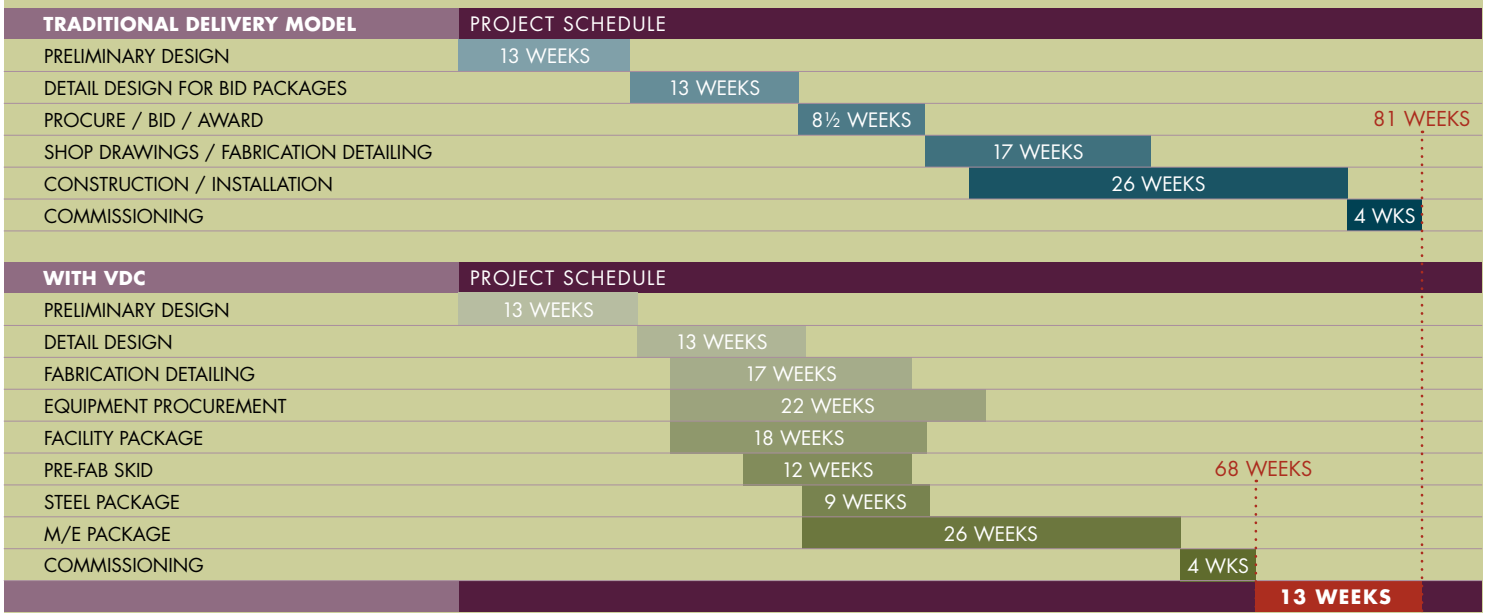 TRADITIONAL DELIVERY MODEL PROJECT SCHEDULE
PRELIMINARY DESIGN 13 WEEKS
DETAIL DESIGN FOR BID PACKAGES 13 WEEKS
PROCURE / BID / AWARD 8½ WEEKS 81 WEEKS
SHOP DRAWINGS / FABRICATION DETAILING 17 WEEKS
CONSTRUCTION / INSTALLATION 26 WEEKS
COMMISSIONING 4 WKS
WITH VDC PROJECT SCHEDULE
PRELIMINARY DESIGN 13 WEEKS
DETAIL DESIGN 13 WEEKS
FABRICATION DETAILING 17 WEEKS
EQUIPMENT PROCUREMENT 22 WEEKS
FACILITY PACKAGE 18 WEEKS
PRE-FAB SKID 12 WEEKS 68 WEEKS
STEEL PACKAGE 9 WEEKS
M/E PACKAGE 26 WEEKS
COMMISSIONING 4 WKS
13 WEEKS